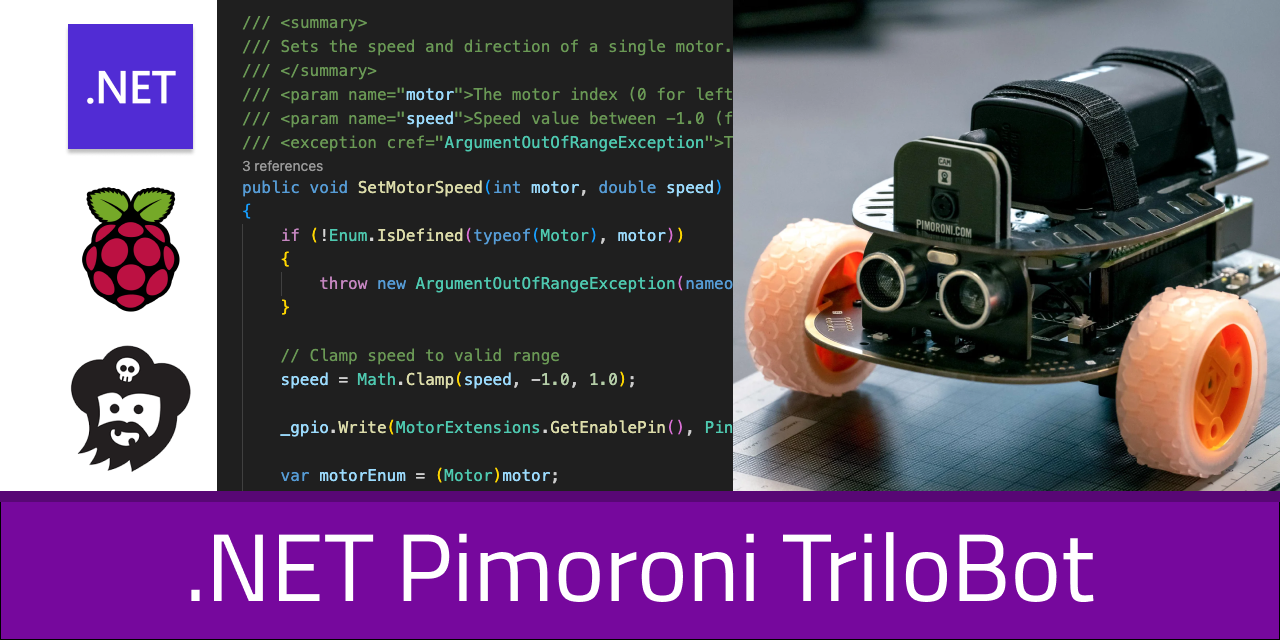 .NET
/// <summary>
/// Sets the speed and direction of a single motor.
/// </summary>
/// <param name="motor">The motor index (0 for left
/// <param name="speed">Speed value between -1.0 (f
/// <exception cref="ArgumentOutOfRangeException">T
3 references
public void SetMotorSpeed(int motor, double speed)
{
if (!Enum.IsDefined(typeof(Motor), motor))
{
throw new ArgumentOutOfRangeException(nameo
}
// Clamp speed to valid range
speed = Math.Clamp(speed, -1.0, 1.0);
_gpio.Write(MotorExtensions.GetEnablePin(), Pin
var motorEnum = (Motor)motor;
CAM
PIMORONI.COM
.NET Pimoroni TriloBot